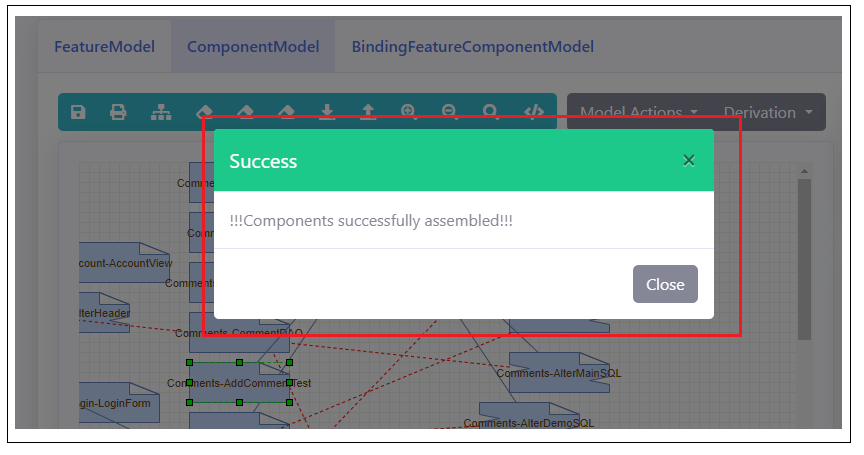 FeatureModel ComponentModel BindingFeatureComponentModel
Model Actions Derivation
Success ×
!!!Components successfully assembled!!!
Close
Comme
Comments
count-AccountView
Comments
lterHeader
Comments-CommentDAO
Comments-AddCommentTest
Comments-AlterMainSQL
gin-LoginForm
Comments-AlterDemoSQL